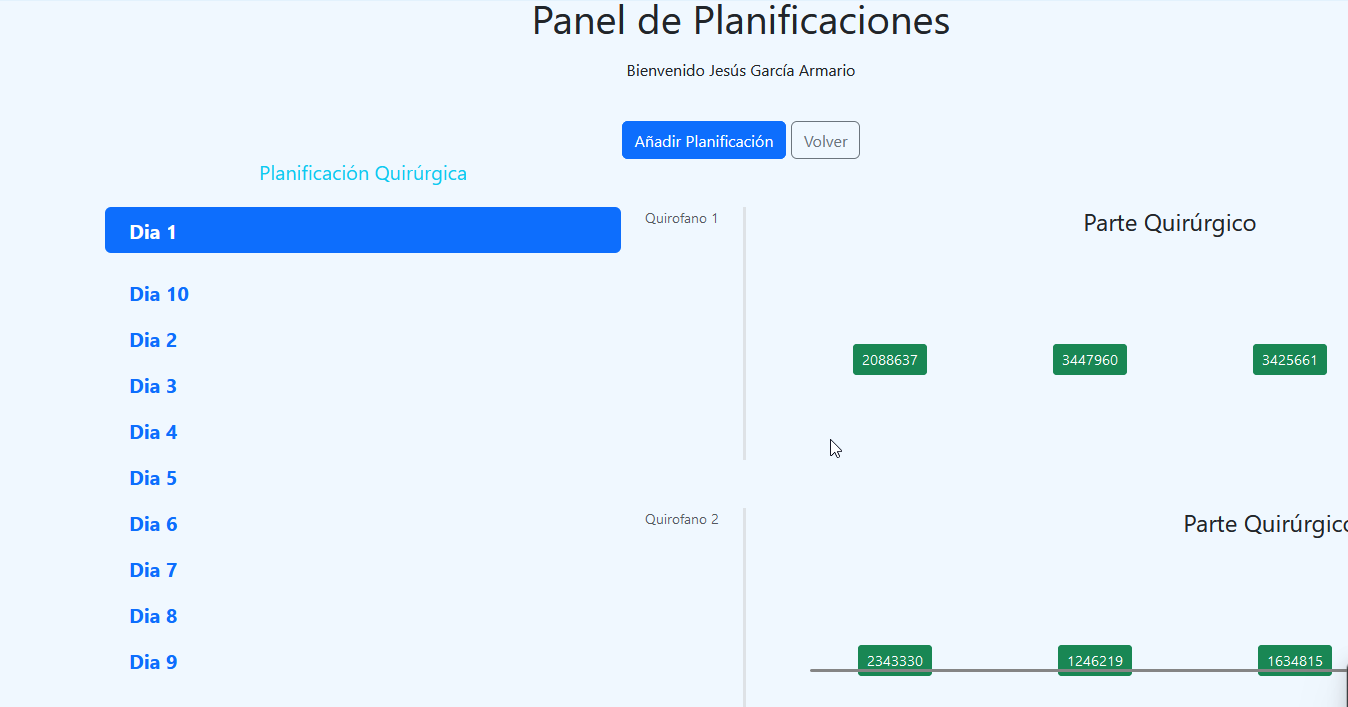 Panel de Planificaciones
Bienvenido Jesús García Armario
Añadir Planificación
Volver
Planificación Quirúrgica
Dia 1
Dia 10
Dia 2
Dia 3
Dia 4
Dia 5
Dia 6
Dia 7
Dia 8
Dia 9
Quirofano 1
Parte Quirúrgico
2088637
3447960
3425661
Quirofano 2
Parte Quirúrgico
2343330
1246219
1634815